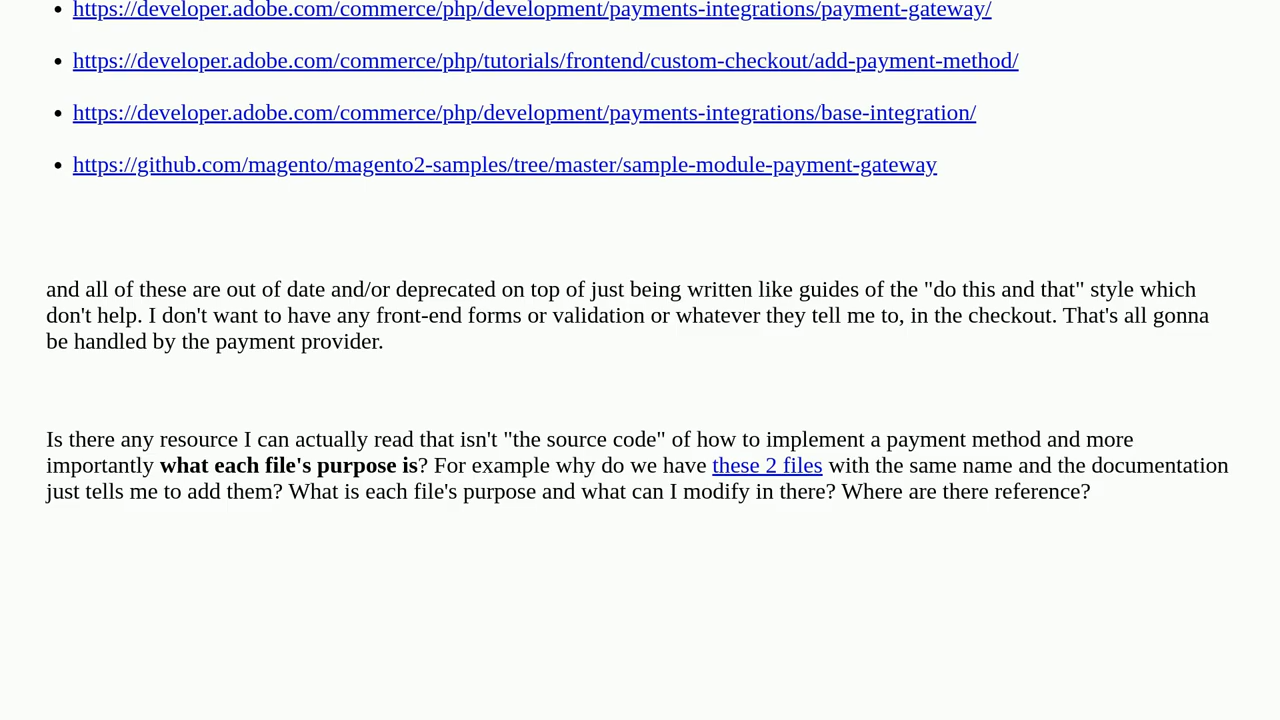 https://developer.adobe.com/commerce/php/development/payments-integrations/payment-gateway/
https://developer.adobe.com/commerce/php/tutorials/frontend/custom-checkout/add-payment-method/
https://developer.adobe.com/commerce/php/development/payments-integrations/base-integration/
https://github.com/magento/magento2-samples/tree/master/sample-module-payment-gateway
and all of these are out of date and/or deprecated on top of just being written like guides of the "do this and that" style which
don't help. I don't want to have any front-end forms or validation or whatever they tell me to, in the checkout. That's all gonna
be handled by the payment provider.
Is there any resource I can actually read that isn't "the source code" of how to implement a payment method and more
importantly what each file's purpose is? For example why do we have these 2 files with the same name and the documentation
just tells me to add them? What is each file's purpose and what can I modify in there? Where are there reference?